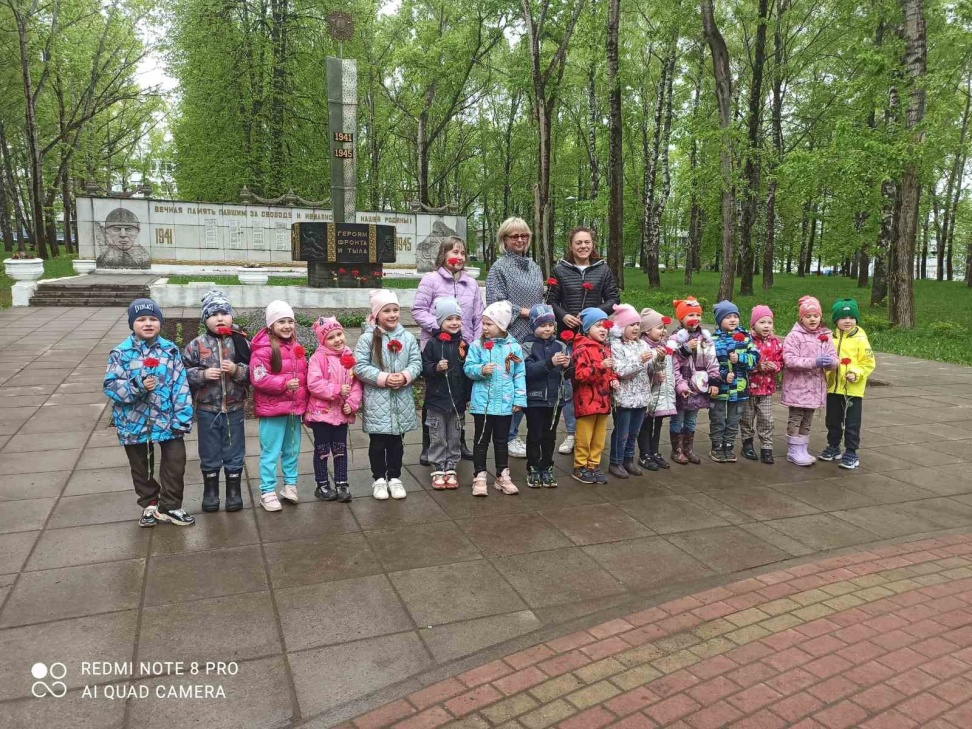 1941
1945
ВЕЧНАЯ ПАМЯТЬ ПАВШИМ ЗА СВОБОДУ И НЕЗАВИСИМОСТЬ НАШЕЙ РОДИНЫ!
1941
1945
ГЕРОЯМ
ФРОНТА
И ТЫЛА
REDMI NOTE 8 PRO
AI QUAD CAMERA